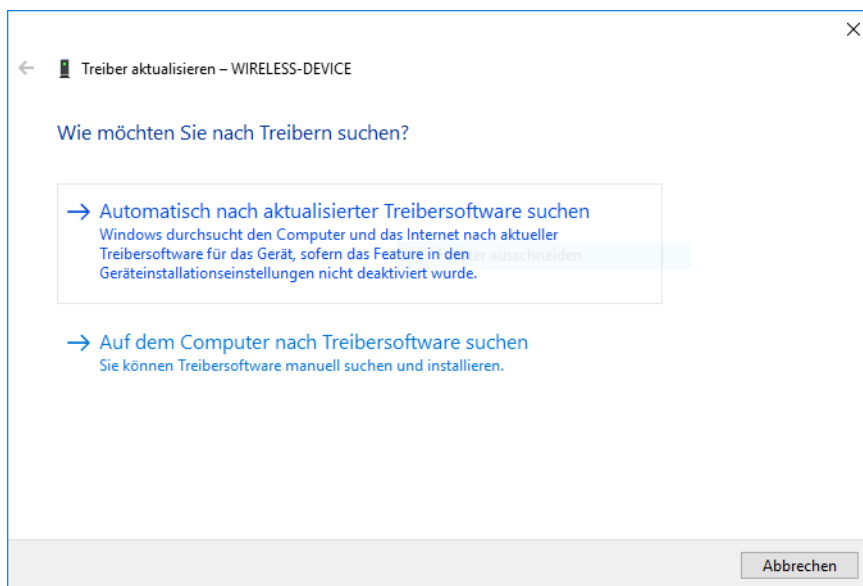 Treiber aktualisieren – WIRELESS-DEVICE
Wie möchten Sie nach Treibern suchen?
Automatisch nach aktualisierter Treibersoftware suchen
Windows durchsucht den Computer und das Internet nach aktueller
Treibersoftware für das Gerät, sofern das Feature in den
ausschneiden
Geräteinstallationseinstellungen nicht deaktiviert wurde.
Auf dem Computer nach Treibersoftware suchen
Sie können Treibersoftware manuell suchen und installieren.
Abbrechen